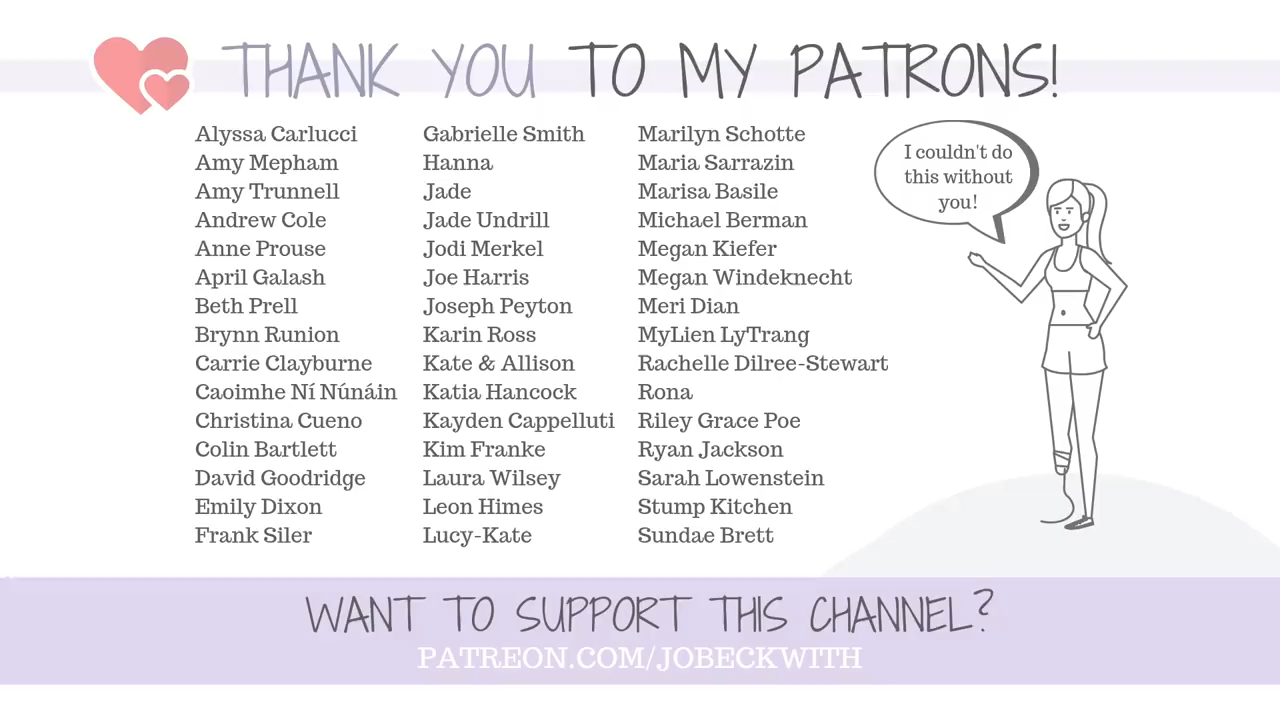 THANK YOU TO MY PATRONS!
Alyssa Carlucci
Amy Mepham
Amy Trunnell
Andrew Cole
Anne Prouse
April Galash
Beth Prell
Brynn Runion
Carrie Clayburne
Caoimhe Ní Núnáin
Christina Cueno
Colin Bartlett
David Goodridge
Emily Dixon
Frank Siler
Gabrielle Smith
Hanna
Jade
Jade Undrill
Jodi Merkel
Joe Harris
Joseph Peyton
Karin Ross
Kate & Allison
Katia Hancock
Kayden Cappelluti
Kim Franke
Laura Wilsey
Leon Himes
Lucy-Kate
Marilyn Schotte
Maria Sarrazin
Marisa Basile
Michael Berman
Megan Kiefer
Megan Windeknecht
Meri Dian
MyLien LyTrang
Rachelle Dilree-Stewart
Rona
Riley Grace Poe
Ryan Jackson
Sarah Lowenstein
Stump Kitchen
Sundae Brett
I couldn't do
this without
you!
WANT TO SUPPORT THIS CHANNEL?
PATREON.COM/JOBECKWITH